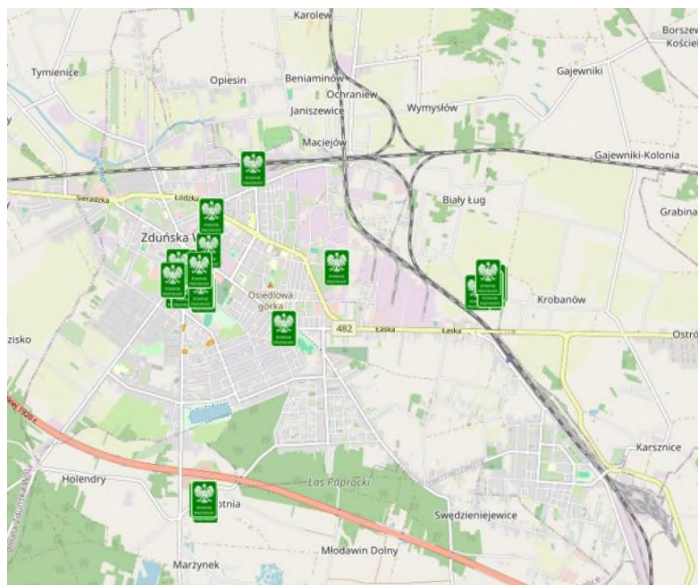 Karolew
Borszew
Kościel
Tymienice
Opiesin
Beniaminów
Gajewniki
Ochraniew
Janiszewice
Wymysłów
Maciejów
Gajewniki-Kolonia
Sieradzka
Łódzka
Biały Ług
Grabina
Zduńska W
Osiedlowa
górka
Krobanów
482
Łaska
Łaska
Ostró
zisko
Karsznice
Las Paprocki
Holendry
otnia
Swędzieniejewice
Młodawin Dolny
Marżynek